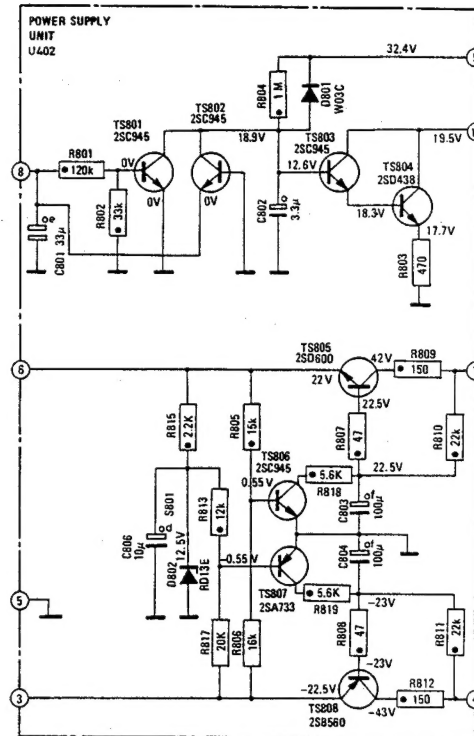 POWER SUPPLY
UNIT
U402
32.4V
R804
1 M
D801
W03C
TS801
2SC945
TS802
2SC945
18.9V
TS803
2SC945
19.5V
TS804
2SD438
8
R801
120k
0V
12.6V
R802
33k
0V
0V
C802
3.3µ
18.3V
17.7V
C801
33µ
R803
470
TS805
2SD600
42V
R809
150
6
22V
22.5V
R815
2.2K
R805
15k
R807
47
R810
22k
TS806
2SC945
5.6K
R818
22.5V
0.55V
S801
R813
12k
C803
100µ
C806
10µ
D802
12.5V
RD13E
-0.55V
C804
100µ
TS807
2SA733
5.6K
R819
-23V
5
R817
20K
R806
16k
R808
47
R811
22k
-23V
3
-22.5V
R812
150
TS808
2SB560
-43V